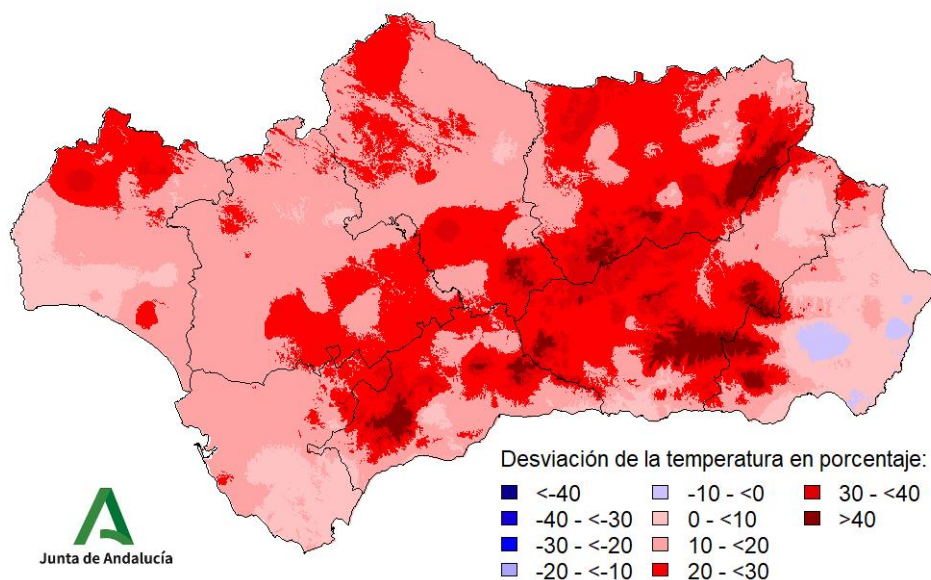 Desviación de la temperatura en porcentaje:
<-40
-40 - <-30
-30 - <-20
-20 - <-10
-10 - <0
0 - <10
10 - <20
20 - <30
30 - <40
>40
Junta de Andalucía